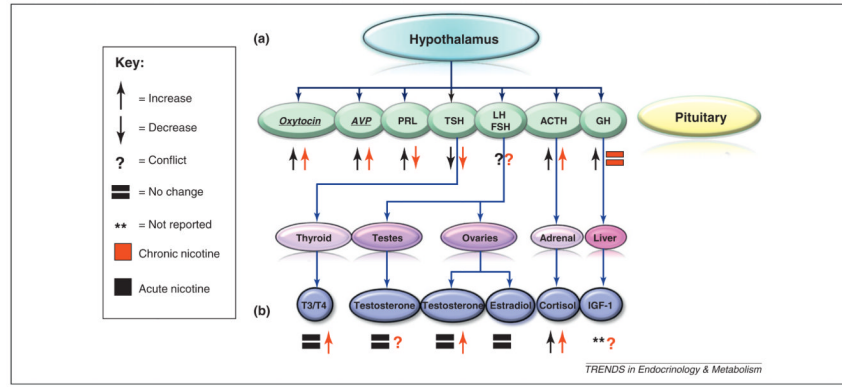 (a)
Hypothalamus
Key:
= Increase
= Decrease
? = Conflict
= No change
** = Not reported
Chronic nicotine
Acute nicotine
Oxytocin
AVP
PRL
TSH
LH
FSH
ACTH
GH
Pituitary
??
Thyroid
Testes
Ovaries
Adrenal
Liver
(b)
T3/T4
Testosterone
Testosterone
Estradiol
Cortisol
IGF-1
?
**?
TRENDS in Endocrinology & Metabolism